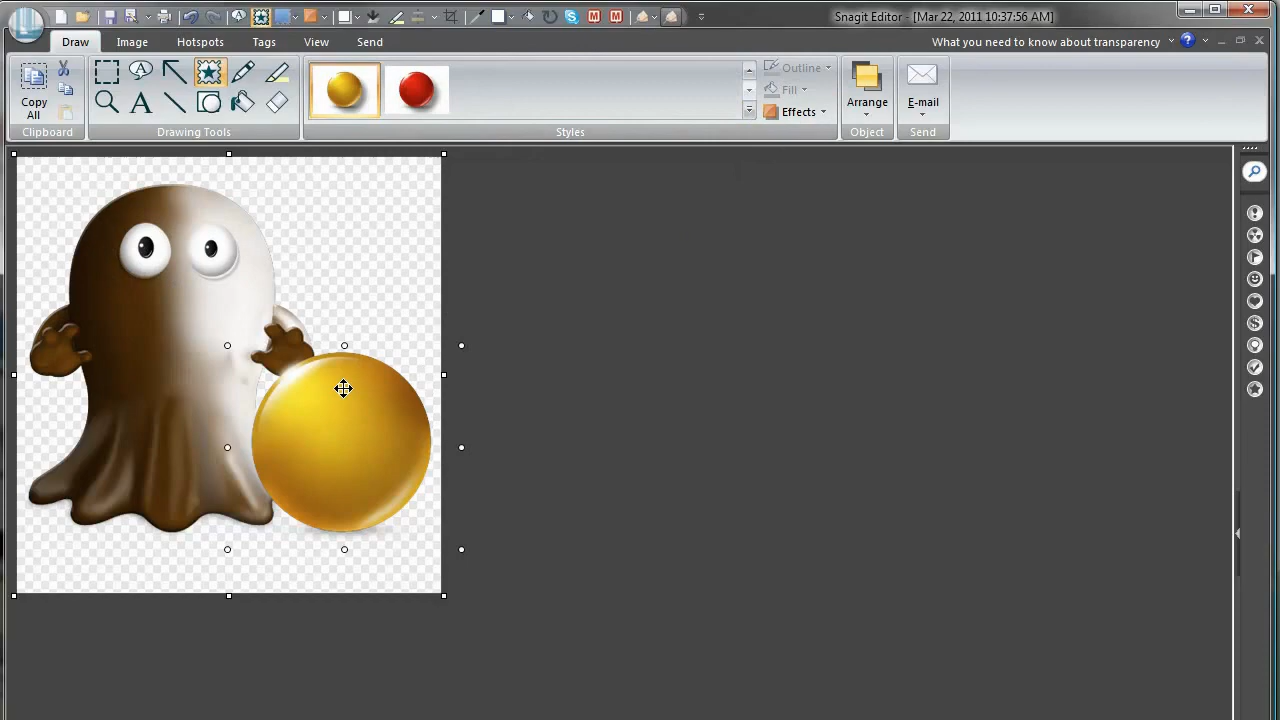 Snagit Editor - [Mar 22, 2011 10:37:56 AM]
Draw
Image
Hotspots
Tags
View
Send
What you need to know about transparency
Copy
All
Clipboard
Drawing Tools
Styles
Outline
Fill
Effects
Arrange
Object
E-mail
Send